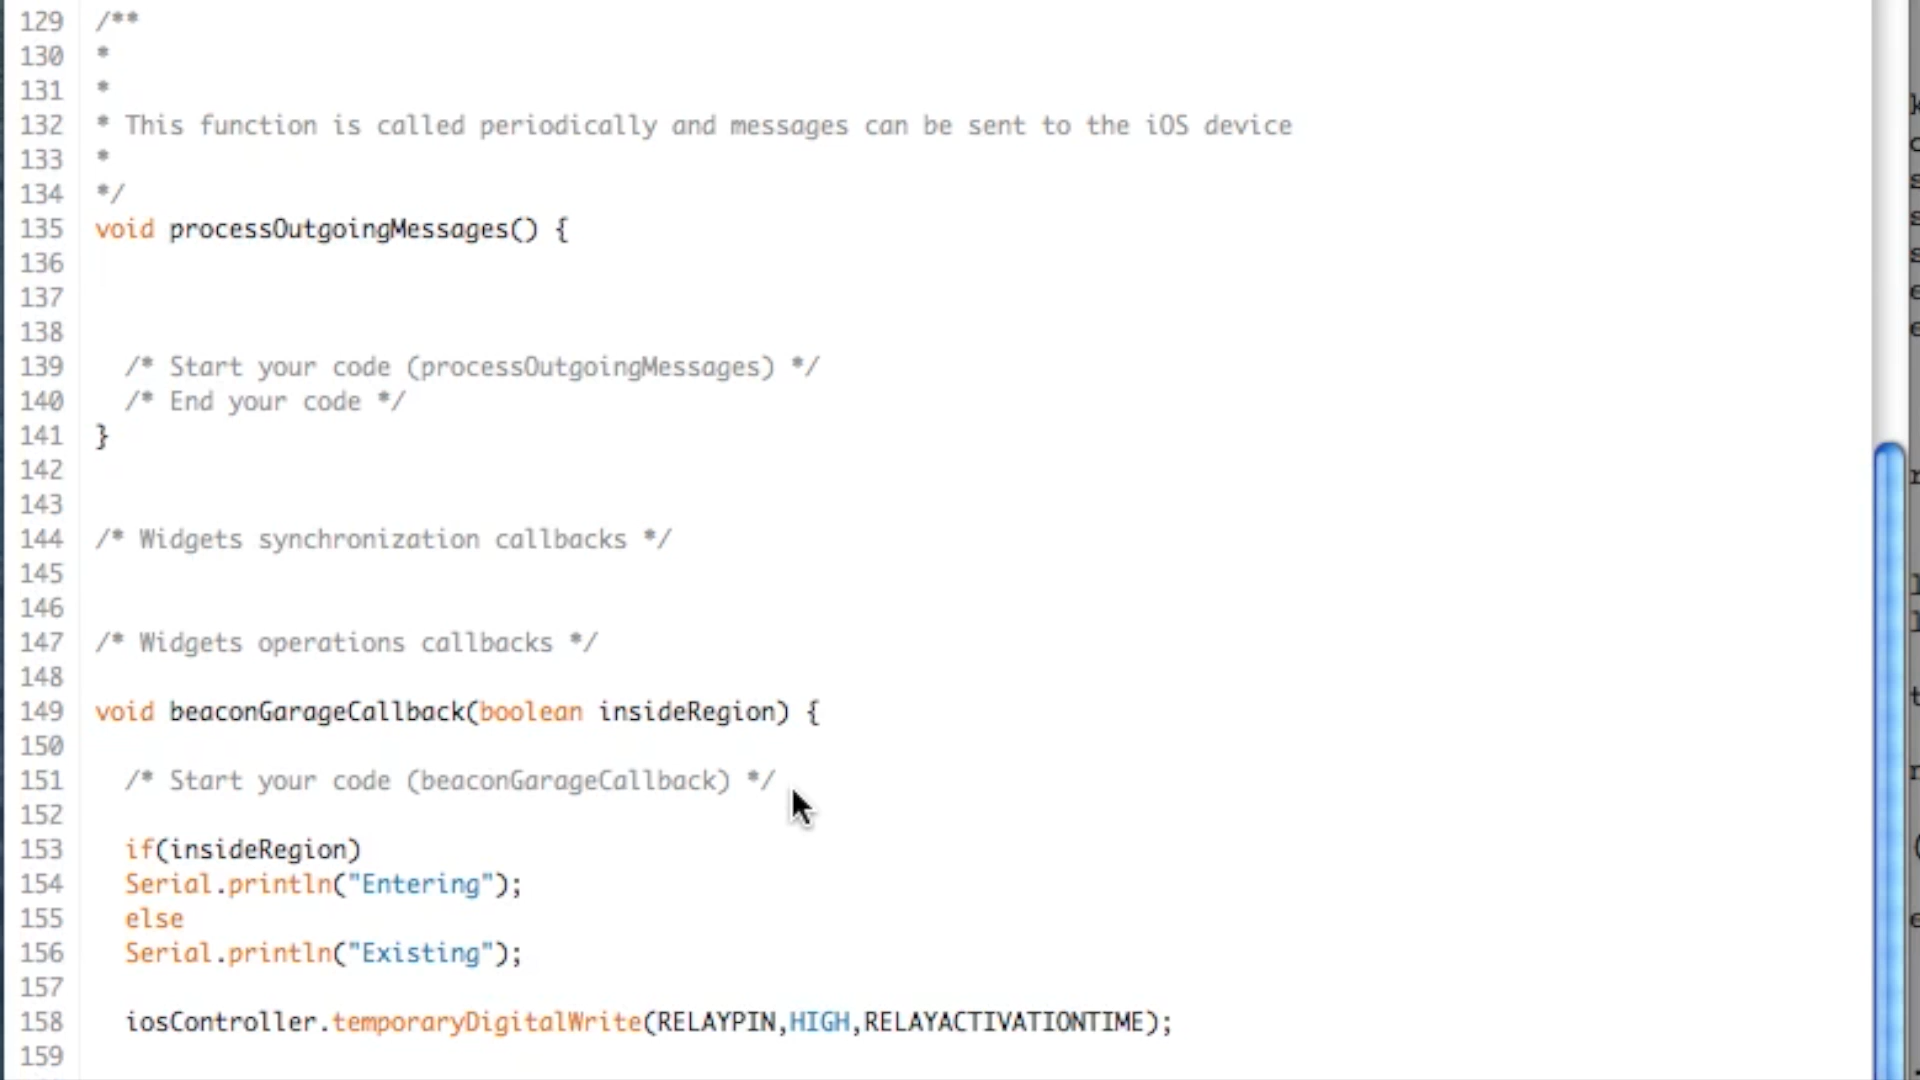 129 /**
130 *
131 *
132 * This function is called periodically and messages can be sent to the iOS device
133 *
134 */
135 void processOutgoingMessages() {
136
137
138
139 /* Start your code (processOutgoingMessages) */
140 /* End your code */
141 }
142
143
144 /* Widgets synchronization callbacks */
145
146
147 /* Widgets operations callbacks */
148
149 void beaconGarageCallback(boolean insideRegion) {
150
151 /* Start your code (beaconGarageCallback) */
152
153 if(insideRegion)
154 Serial.println("Entering");
155 else
156 Serial.println("Existing");
157
158 iosController.temporaryDigitalWrite(RELAYPIN,HIGH,RELAYACTIVATIONTIME);
159